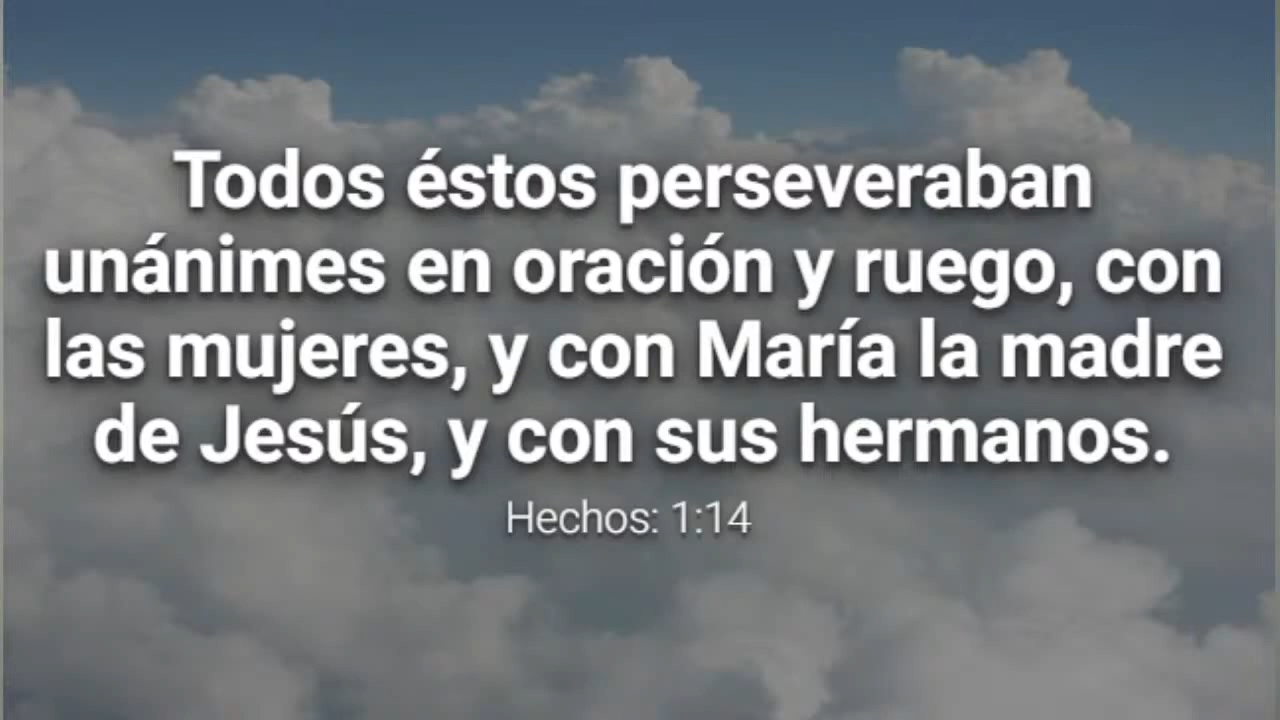 Todos éstos perseveraban
unánimes en oración y ruego, con
las mujeres, y con María la madre
de Jesús, y con sus hermanos.
Hechos: 1:14